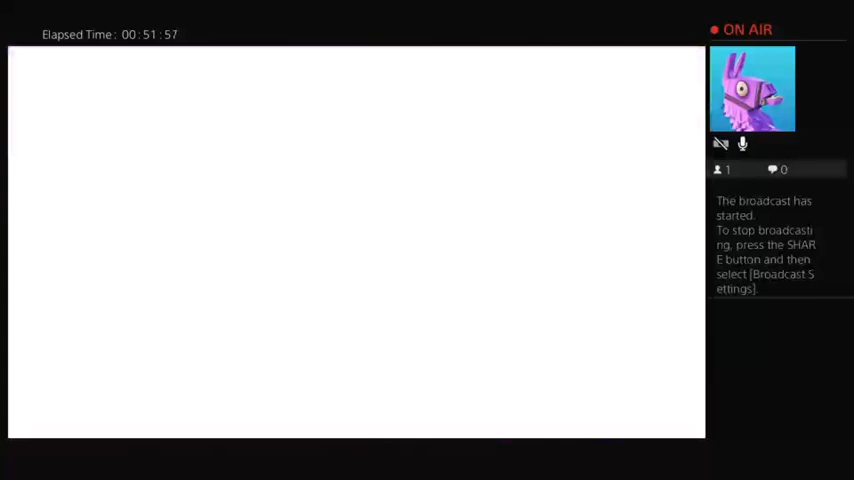 Elapsed Time: 00:51:57
ON AIR
1 0
The broadcast has
started.
To stop broadcasti
ng, press the SHAR
E button and then
select [Broadcast S
ettings].